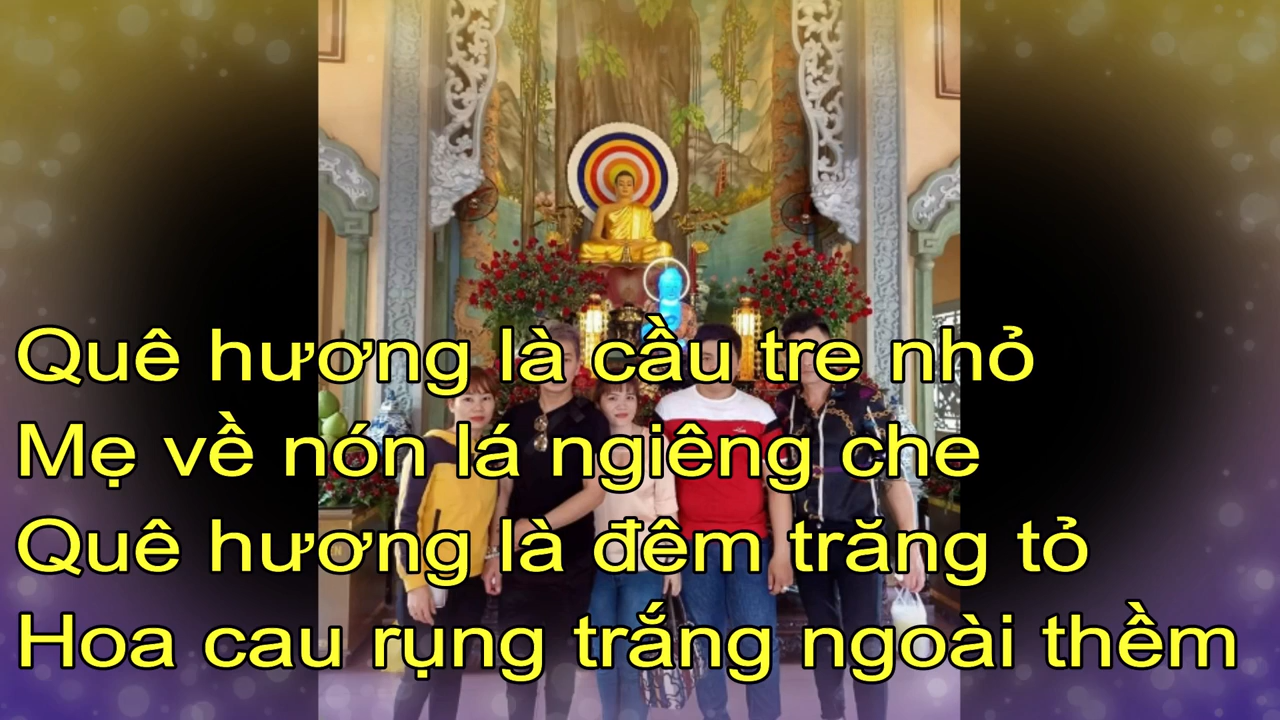 Quê hương là cầu tre nhỏ
Mẹ về nón lá ngiêng che
Quê hương là đêm trăng tỏ
Hoa cau rụng trắng ngoài thềm